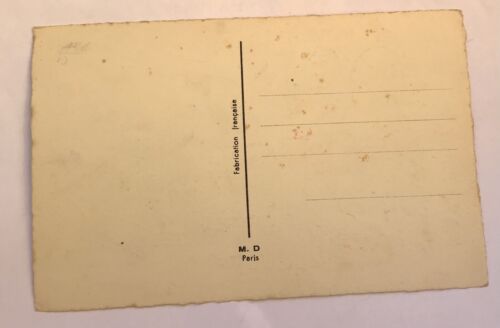 Fabrication française
M. D
Paris